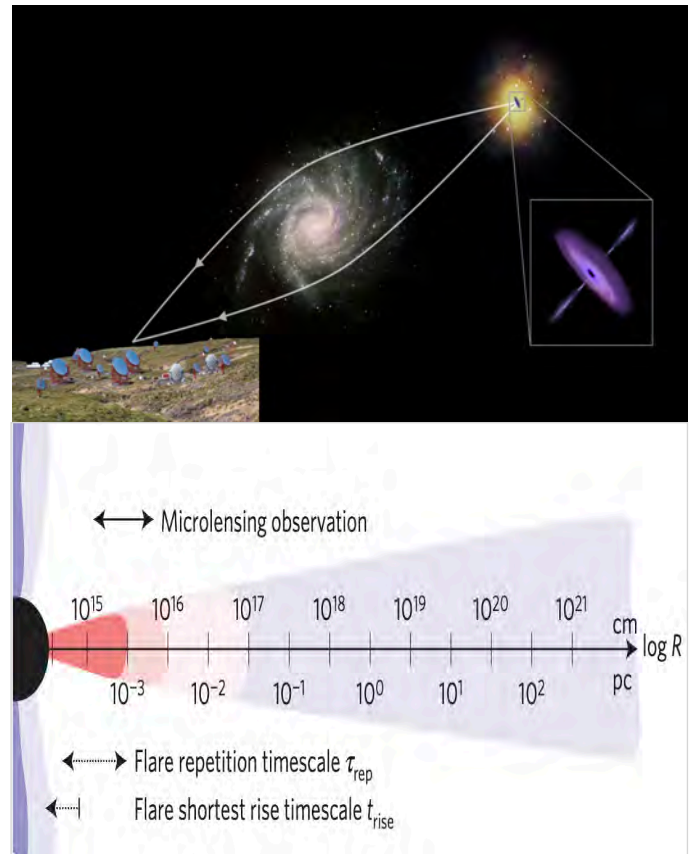 Microlensing observation
10¹⁵ 10¹⁶ 10¹⁷ 10¹⁸ 10¹⁹ 10²⁰ 10²¹
cm
log R
pc
10⁻³ 10⁻² 10⁻¹ 10⁰ 10¹ 10²
Flare repetition timescale τ_rep
Flare shortest rise timescale t_rise